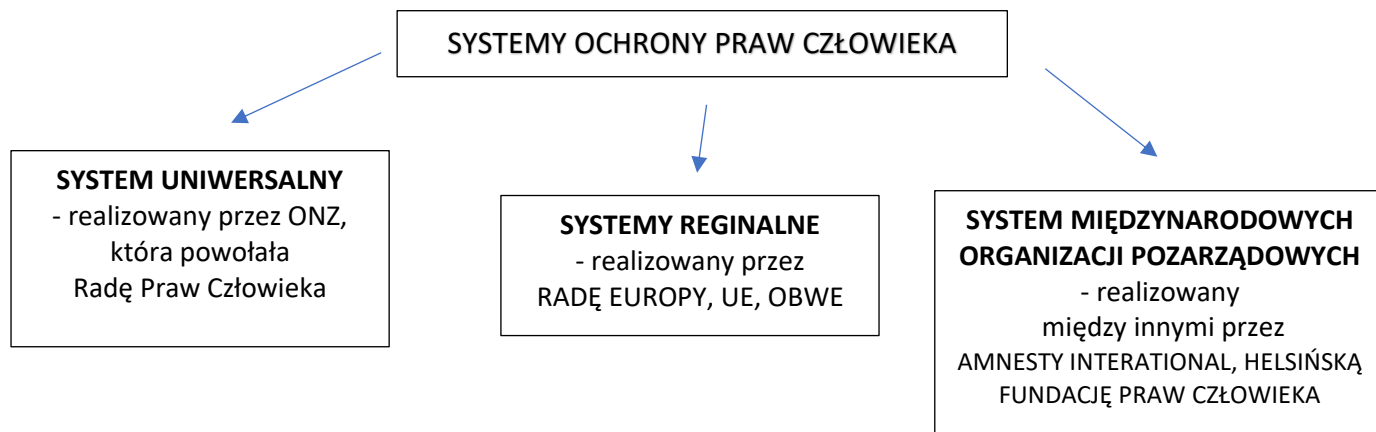 SYSTEMY OCHRONY PRAW CZŁOWIEKA
SYSTEM UNIWERSALNY
- realizowany przez ONZ,
która powołała
Radę Praw Człowieka
SYSTEMY REGINALNE
- realizowany przez
RADĘ EUROPY, UE, OBWE
SYSTEM MIĘDZYNARODOWYCH
ORGANIZACJI POZARZĄDOWYCH
- realizowany
między innymi przez
AMNESTY INTERATIONAL, HELSIŃSKĄ
FUNDACJĘ PRAW CZŁOWIEKA